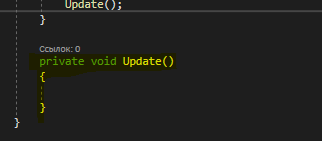 Update();
}
Ссылок: 0
private void Update()
{
}
}